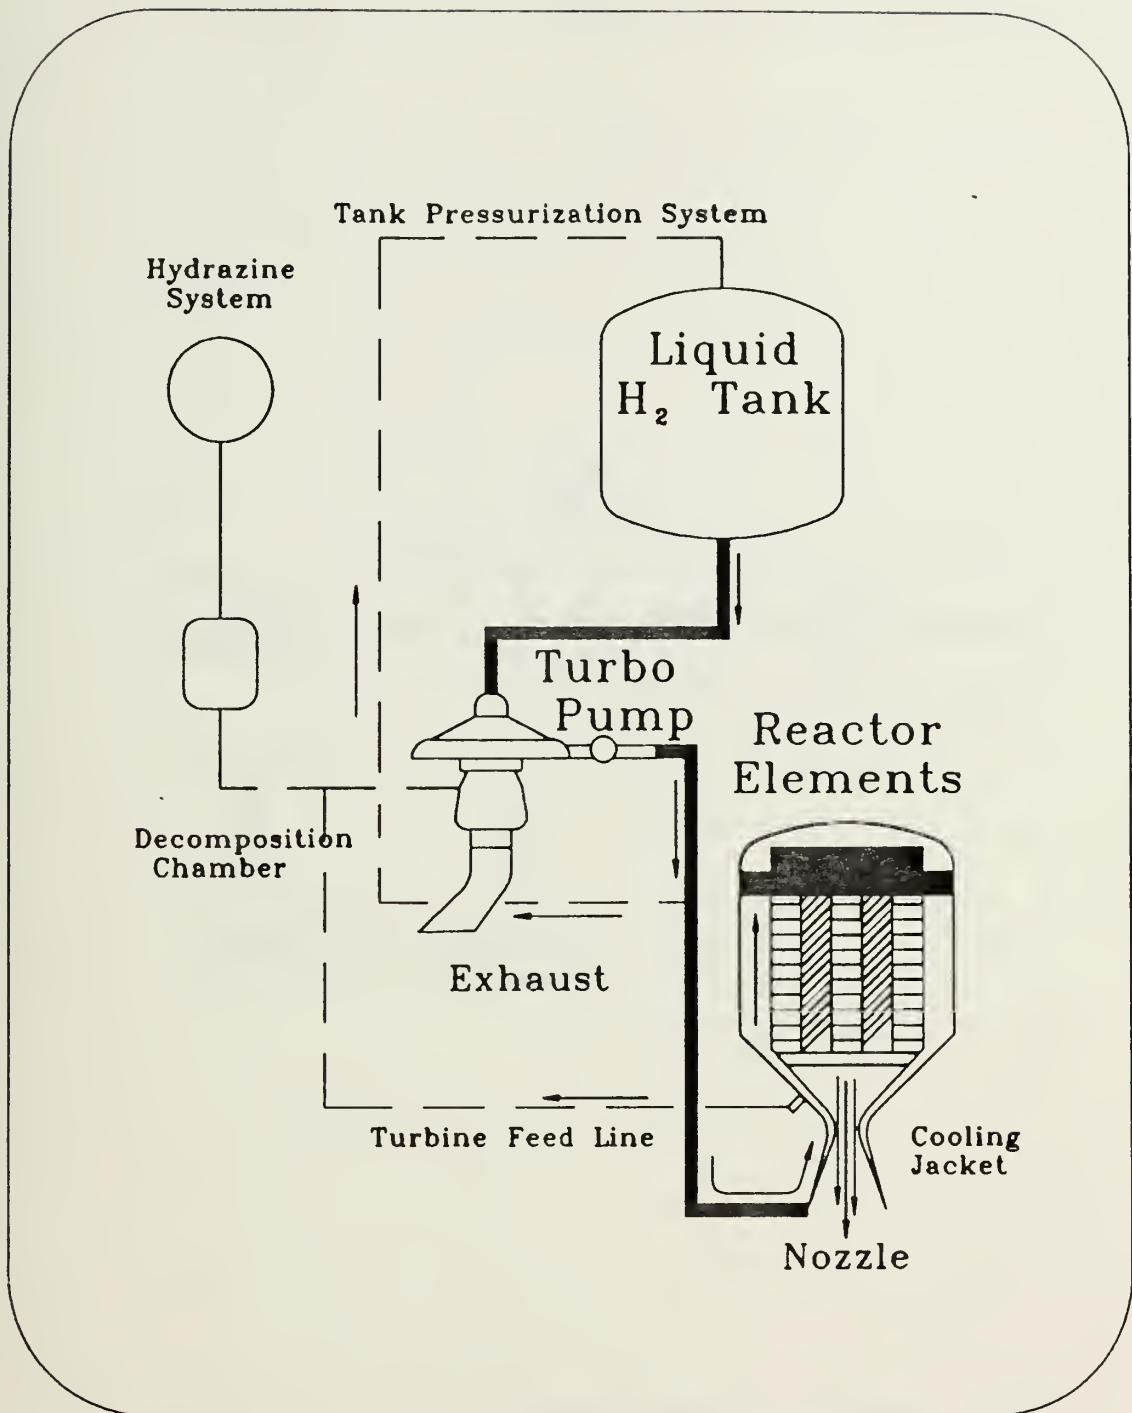 Tank Pressurization System
Hydrazine
System
Liquid
H₂ Tank
Turbo
Pump
Reactor
Elements
Decomposition
Chamber
Exhaust
Turbine Feed Line
Cooling
Jacket
Nozzle